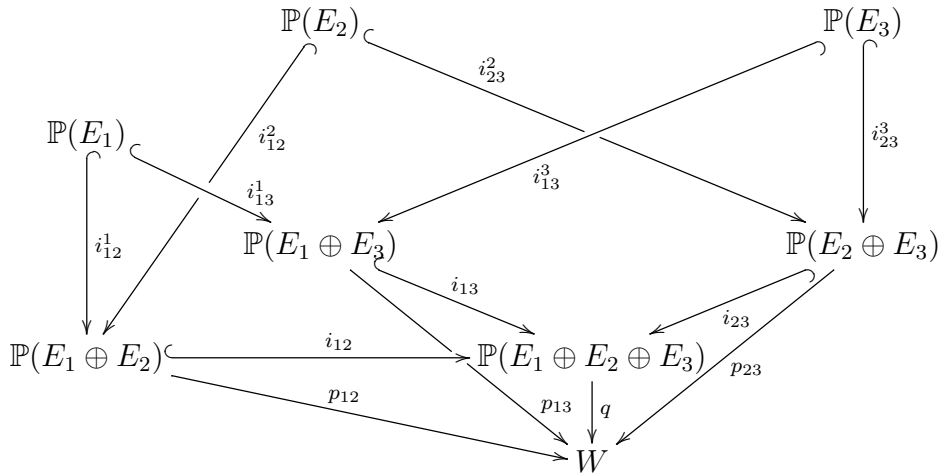 ℙ(E₂) ℙ(E₃)
i²₂₃
ℙ(E₁) i²₁₂ i³₂₃
i¹₁₃ i³₁₃
i¹₁₂ ℙ(E₁ ⊕ E₃) ℙ(E₂ ⊕ E₃)
i₁₃ i₂₃
ℙ(E₁ ⊕ E₂) i₁₂ ℙ(E₁ ⊕ E₂ ⊕ E₃)
p₁₂ p₁₃ q p₂₃
W